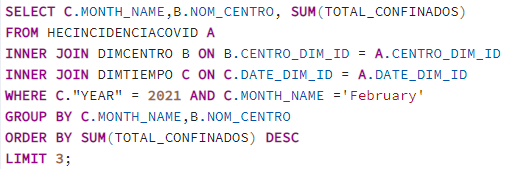 SELECT C.MONTH_NAME,B.NOM_CENTRO, SUM(TOTAL_CONFINADOS)
FROM HECINCIDENCIACOVID A
INNER JOIN DIMCENTRO B ON B.CENTRO_DIM_ID = A.CENTRO_DIM_ID
INNER JOIN DIMTIEMPO C ON C.DATE_DIM_ID = A.DATE_DIM_ID
WHERE C."YEAR" = 2021 AND C.MONTH_NAME ='February'
GROUP BY C.MONTH_NAME,B.NOM_CENTRO
ORDER BY SUM(TOTAL_CONFINADOS) DESC
LIMIT 3;